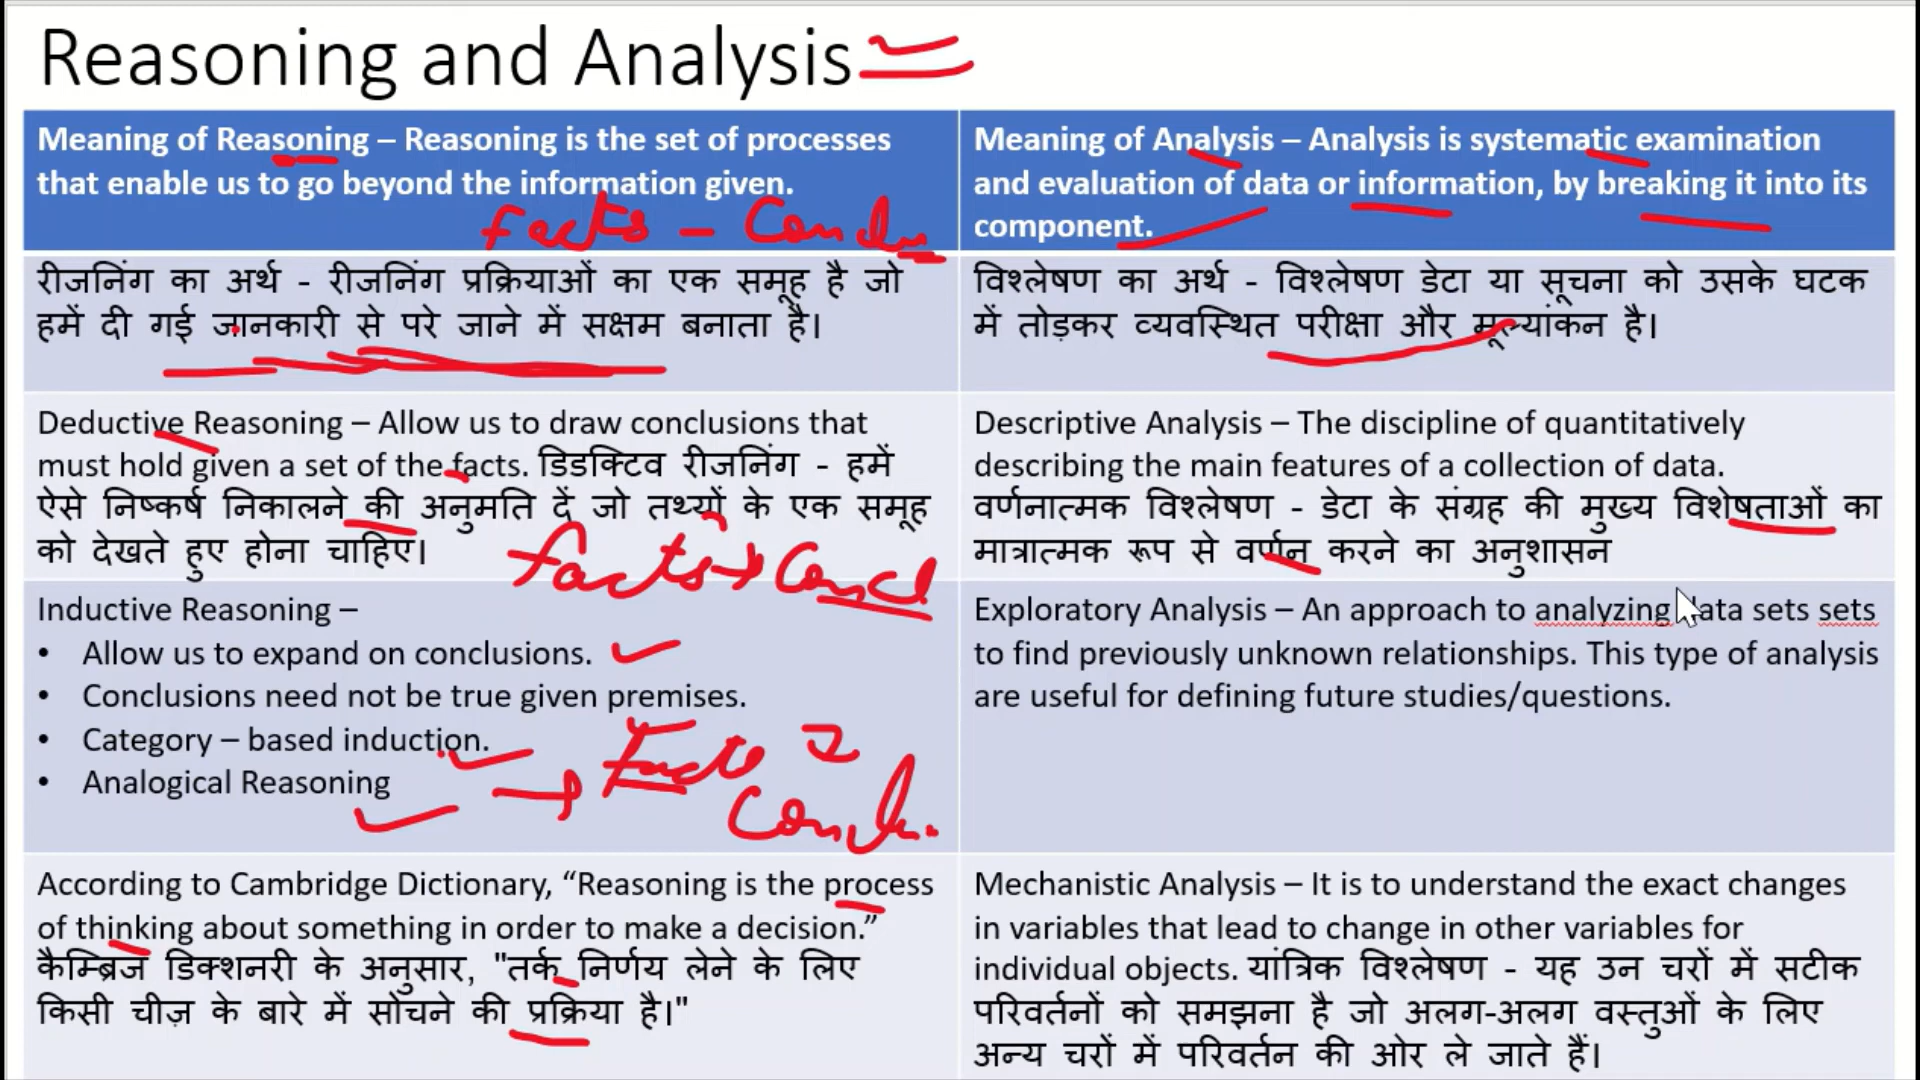 Reasoning and Analysis
Meaning of Reasoning – Reasoning is the set of processes
that enable us to go beyond the information given.
facts –
रीजनिंग का अर्थ - रीजनिंग प्रक्रियाओं का एक समूह है जो
हमें दी गई जानकारी से परे जाने में सक्षम बनाता है।
Deductive Reasoning – Allow us to draw conclusions that
must hold given a set of the facts. डिडक्टिव रीजनिंग - हमें
ऐसे निष्कर्ष निकालने की अनुमति दें जो तथ्यों के एक समूह
को देखते हुए होना चाहिए।
facts → Concl
Inductive Reasoning –
• Allow us to expand on conclusions.
• Conclusions need not be true given premises.
• Category – based induction.
• Analogical Reasoning
According to Cambridge Dictionary, “Reasoning is the process
of thinking about something in order to make a decision.”
कैम्ब्रिज डिक्शनरी के अनुसार, "तर्क निर्णय लेने के लिए
किसी चीज़ के बारे में सोचने की प्रक्रिया है।"
Meaning of Analysis – Analysis is systematic examination
and evaluation of data or information, by breaking it into its
component.
विश्लेषण का अर्थ - विश्लेषण डेटा या सूचना को उसके घटक
में तोड़कर व्यवस्थित परीक्षा और मूल्यांकन है।
Descriptive Analysis – The discipline of quantitatively
describing the main features of a collection of data.
वर्णनात्मक विश्लेषण - डेटा के संग्रह की मुख्य विशेषताओं का
मात्रात्मक रूप से वर्णन करने का अनुशासन
Exploratory Analysis – An approach to analyzing data sets sets
to find previously unknown relationships. This type of analysis
are useful for defining future studies/questions.
Mechanistic Analysis – It is to understand the exact changes
in variables that lead to change in other variables for
individual objects. यांत्रिक विश्लेषण - यह उन चरों में सटीक
परिवर्तनों को समझना है जो अलग-अलग वस्तुओं के लिए
अन्य चरों में परिवर्तन की ओर ले जाते हैं।